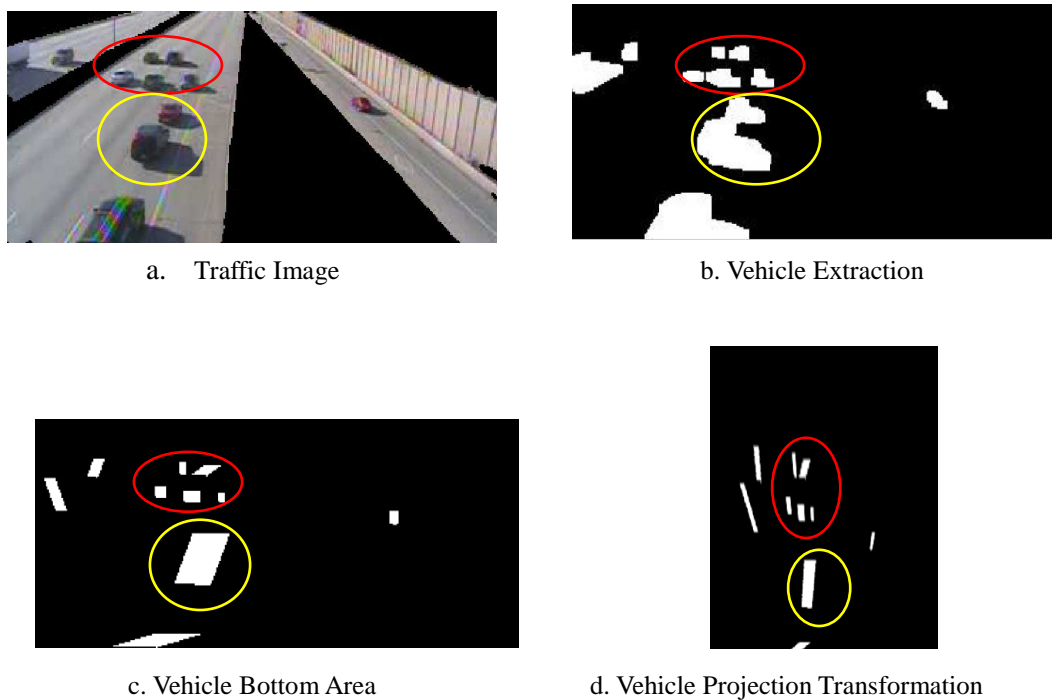 a. Traffic Image
b. Vehicle Extraction
c. Vehicle Bottom Area
d. Vehicle Projection Transformation